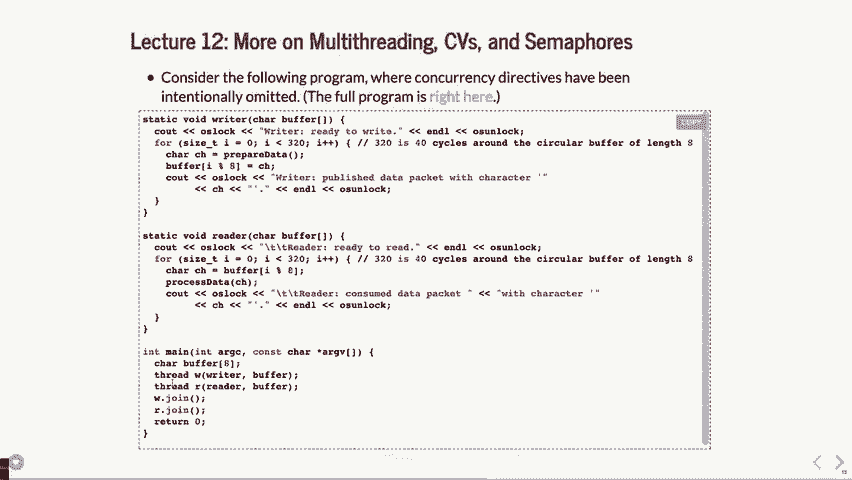 Lecture 12: More on Multithreading, CVs, and Semaphores
• Consider the following program, where concurrency directives have been
intentionally omitted. (The full program is right here.)
static void writer(char buffer[]) {
cout << oslock << "Writer: ready to write." << endl << osunlock;
for (size_t i = 0; i < 320; i++) { // 320 is 40 cycles around the circular buffer of length 8
char ch = prepareData();
buffer[i % 8] = ch;
cout << oslock << "Writer: published data packet with character '"
<< ch << "'." << endl << osunlock;
}
}
static void reader(char buffer[]) {
cout << oslock << "\t\tReader: ready to read." << endl << osunlock;
for (size_t i = 0; i < 320; i++) { // 320 is 40 cycles around the circular buffer of length 8
char ch = buffer[i % 8];
processData(ch);
cout << oslock << "\t\tReader: consumed data packet " << "with character '"
<< ch << "'." << endl << osunlock;
}
}
int main(int argc, const char *argv[]) {
char buffer[8];
thread w(writer, buffer);
thread r(reader, buffer);
w.join();
r.join();
return 0;
}